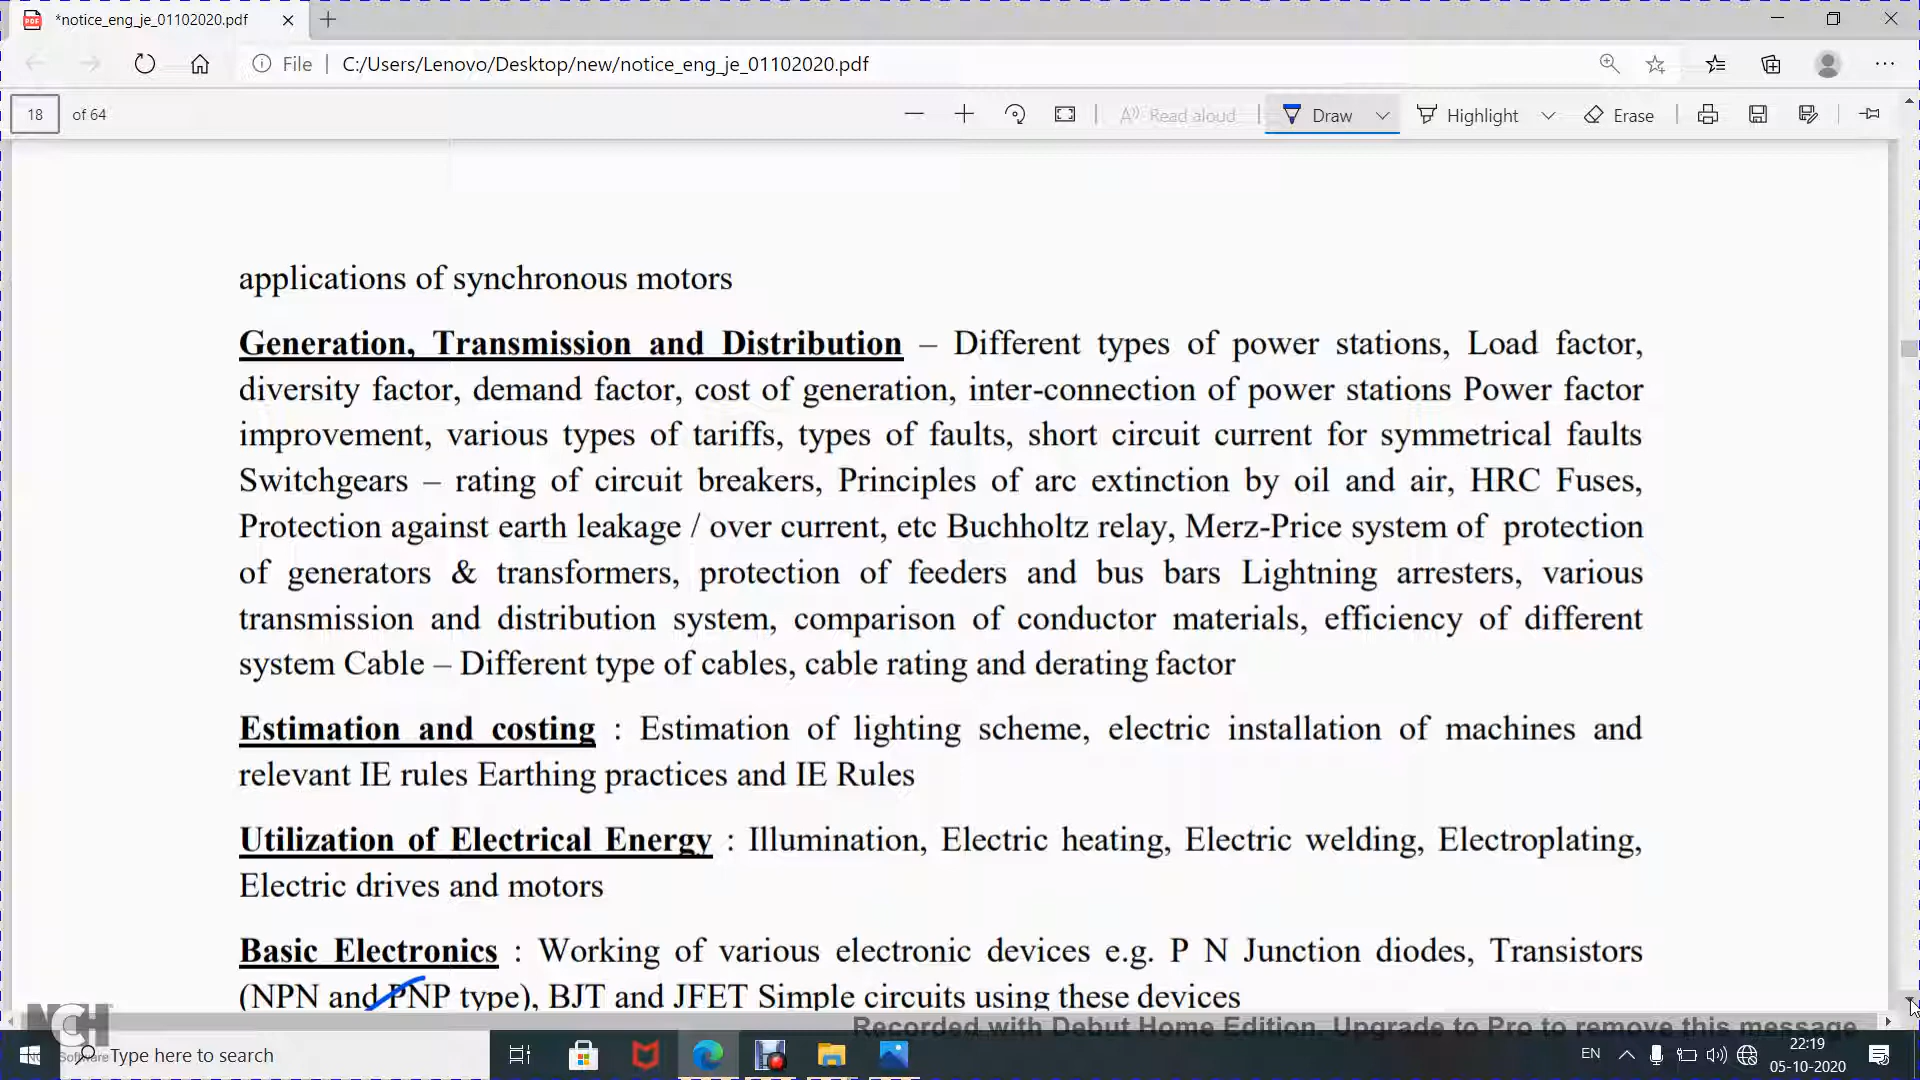 *notice_eng_je_01102020.pdf
File | C:/Users/Lenovo/Desktop/new/notice_eng_je_01102020.pdf
18 of 64 Read aloud Draw Highlight Erase
applications of synchronous motors
Generation, Transmission and Distribution – Different types of power stations, Load factor,
diversity factor, demand factor, cost of generation, inter-connection of power stations Power factor
improvement, various types of tariffs, types of faults, short circuit current for symmetrical faults
Switchgears – rating of circuit breakers, Principles of arc extinction by oil and air, HRC Fuses,
Protection against earth leakage / over current, etc Buchholtz relay, Merz-Price system of protection
of generators & transformers, protection of feeders and bus bars Lightning arresters, various
transmission and distribution system, comparison of conductor materials, efficiency of different
system Cable – Different type of cables, cable rating and derating factor
Estimation and costing : Estimation of lighting scheme, electric installation of machines and
relevant IE rules Earthing practices and IE Rules
Utilization of Electrical Energy : Illumination, Electric heating, Electric welding, Electroplating,
Electric drives and motors
Basic Electronics : Working of various electronic devices e.g. P N Junction diodes, Transistors
(NPN and PNP type), BJT and JFET Simple circuits using these devices
NCH
Recorded with Debut Home Edition. Upgrade to Pro to remove this message
Type here to search
EN
22:19
05-10-2020